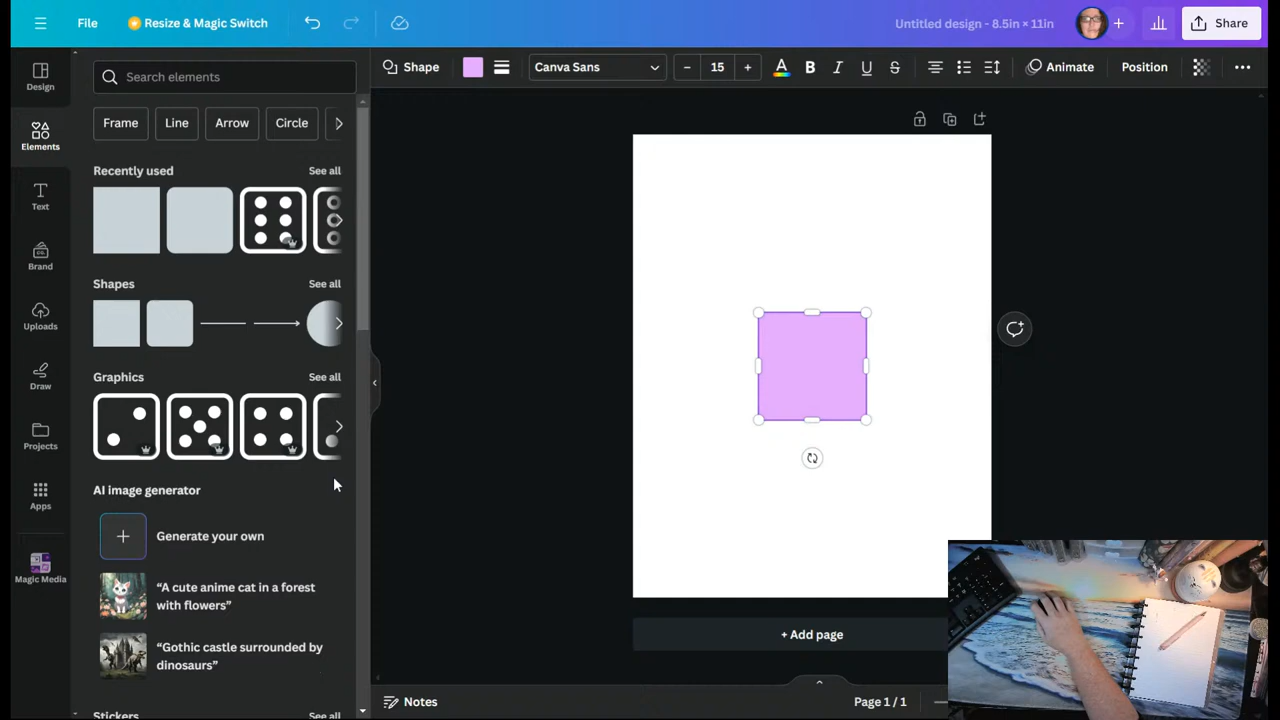 File
Resize & Magic Switch
Untitled design - 8.5in × 11in
Share
Design
Elements
Text
Brand
Uploads
Draw
Projects
Apps
Magic Media
Search elements
Frame
Line
Arrow
Circle
Recently used
See all
Shapes
See all
Graphics
See all
AI image generator
Generate your own
“A cute anime cat in a forest
with flowers”
“Gothic castle surrounded by
dinosaurs”
Stickers
See all
Shape
Canva Sans
− 15 +
A B I U S
Animate
Position
+ Add page
Notes
Page 1 / 1